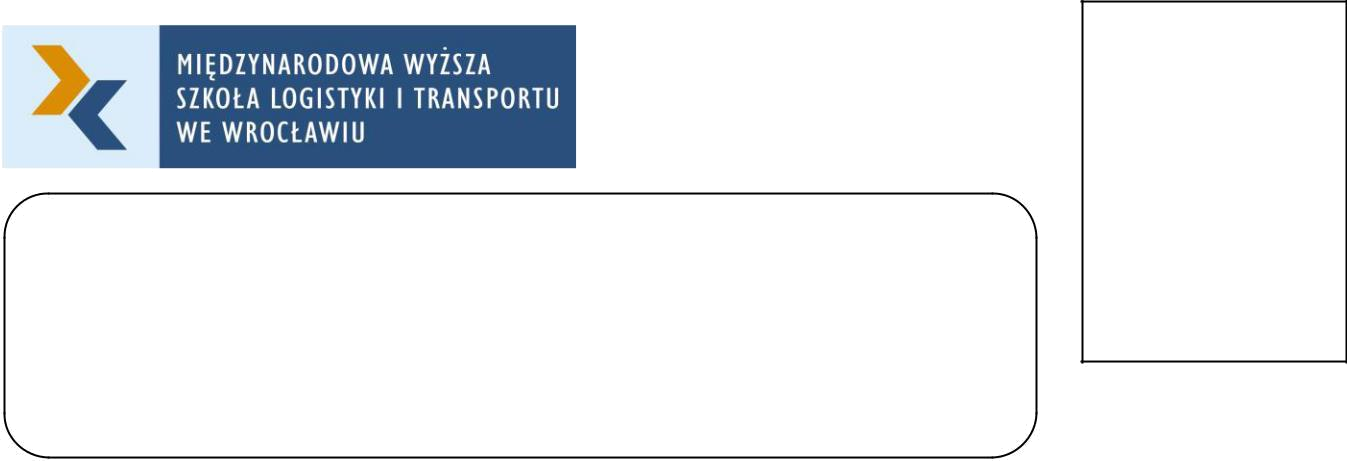 MIĘDZYNARODOWA WYŻSZA
SZKOŁA LOGISTYKI I TRANSPORTU
WE WROCŁAWIU